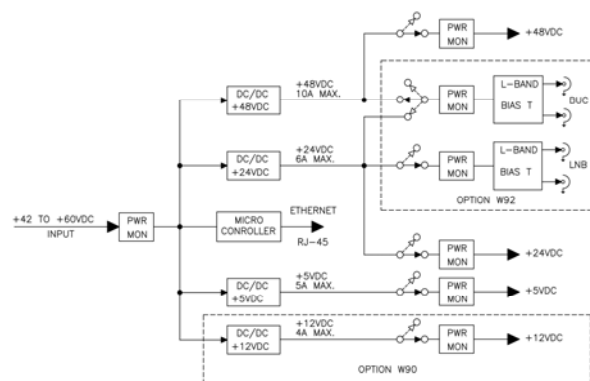 +48VDC
10A MAX.
DC/DC
+48VDC
PWR
MON
+48VDC
PWR
MON
L-BAND
BIAS T
BUC
+24VDC
6A MAX.
DC/DC
+24VDC
PWR
MON
L-BAND
BIAS T
LNB
OPTION W92
+42 TO +60VDC
INPUT
PWR
MON
MICRO
CONROLLER
ETHERNET
RJ-45
PWR
MON
+24VDC
DC/DC
+5VDC
+5VDC
5A MAX.
PWR
MON
+5VDC
DC/DC
+12VDC
+12VDC
4A MAX.
PWR
MON
+12VDC
OPTION W90